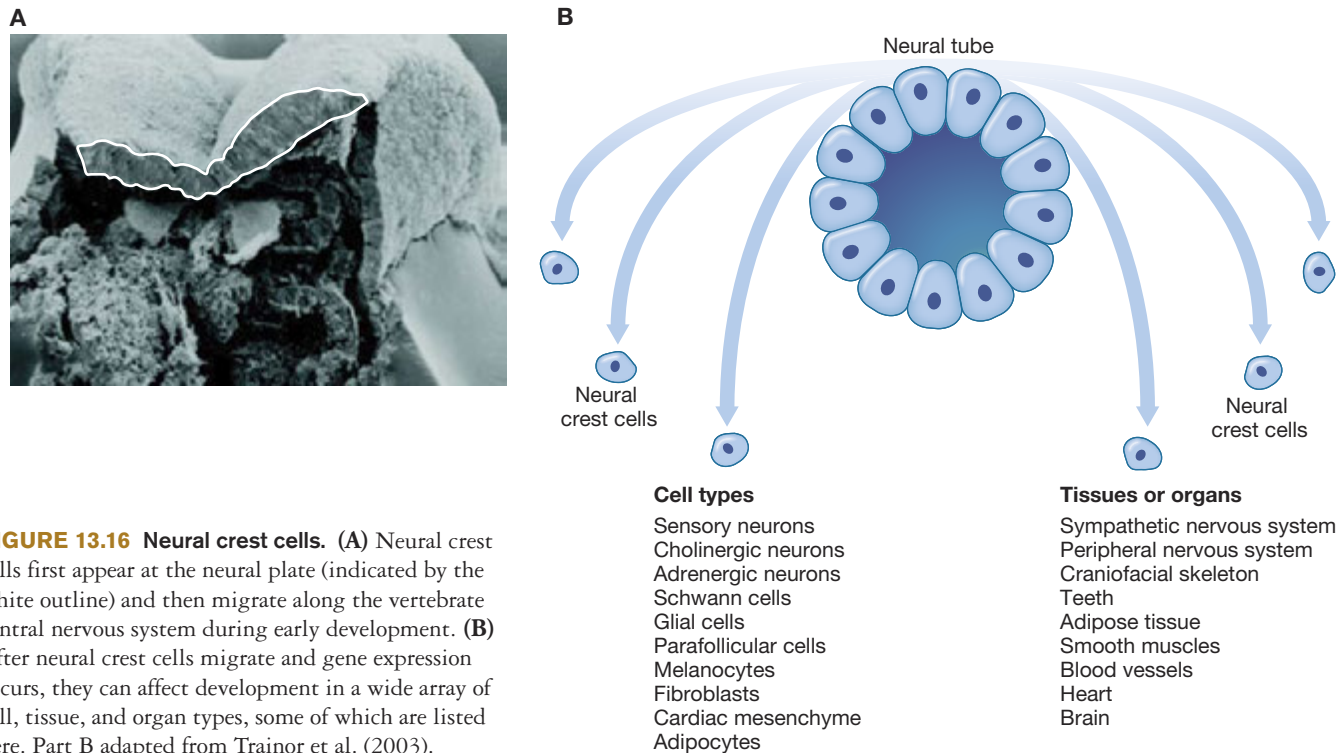 A
B
Neural tube
Neural
crest cells
Neural
crest cells
Cell types
Sensory neurons
Cholinergic neurons
Adrenergic neurons
Schwann cells
Glial cells
Parafollicular cells
Melanocytes
Fibroblasts
Cardiac mesenchyme
Adipocytes
Tissues or organs
Sympathetic nervous system
Peripheral nervous system
Craniofacial skeleton
Teeth
Adipose tissue
Smooth muscles
Blood vessels
Heart
Brain
IGURE 13.16 Neural crest cells. (A) Neural crest
lls first appear at the neural plate (indicated by the
hite outline) and then migrate along the vertebrate
ntral nervous system during early development. (B)
fter neural crest cells migrate and gene expression
curs, they can affect development in a wide array of
ll, tissue, and organ types, some of which are listed
ere. Part B adapted from Trainor et al. (2003).